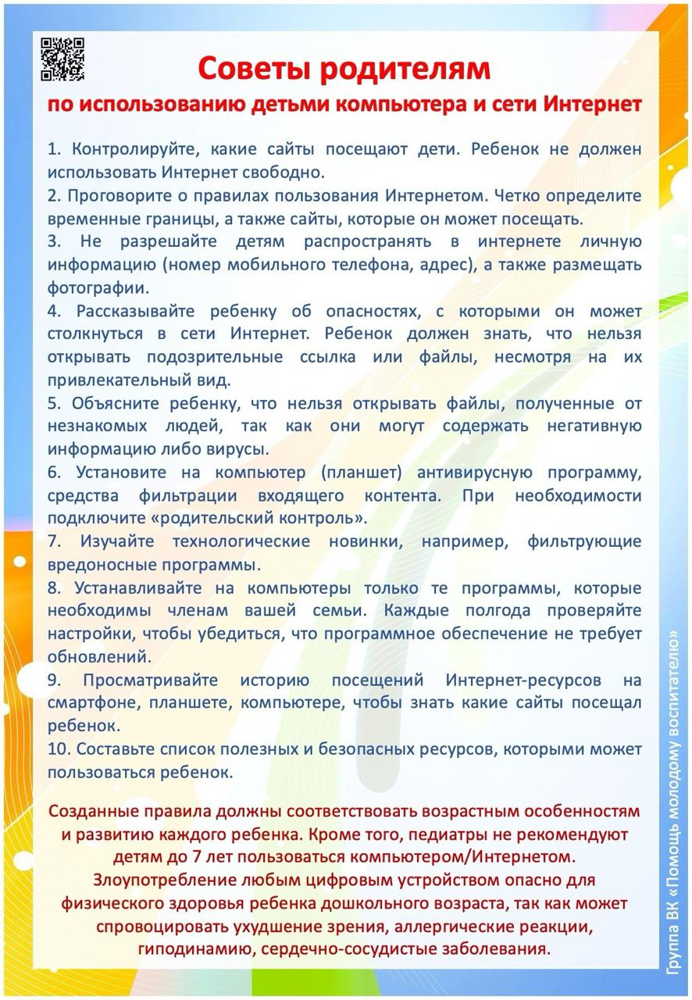 Советы родителям
по использованию детьми компьютера и сети Интернет
1. Контролируйте, какие сайты посещают дети. Ребенок не должен
использовать Интернет свободно.
2. Проговорите о правилах пользования Интернетом. Четко определите
временные границы, а также сайты, которые он может посещать.
3. Не разрешайте детям распространять в интернете личную
информацию (номер мобильного телефона, адрес), а также размещать
фотографии.
4. Рассказывайте ребенку об опасностях, с которыми он может
столкнуться в сети Интернет. Ребенок должен знать, что нельзя
открывать подозрительные ссылка или файлы, несмотря на их
привлекательный вид.
5. Объясните ребенку, что нельзя открывать файлы, полученные от
незнакомых людей, так как они могут содержать негативную
информацию либо вирусы.
6. Установите на компьютер (планшет) антивирусную программу,
средства фильтрации входящего контента. При необходимости
подключите «родительский контроль».
7. Изучайте технологические новинки, например, фильтрующие
вредоносные программы.
8. Устанавливайте на компьютеры только те программы, которые
необходимы членам вашей семьи. Каждые полгода проверяйте
настройки, чтобы убедиться, что программное обеспечение не требует
обновлений.
9. Просматривайте историю посещений Интернет-ресурсов на
смартфоне, планшете, компьютере, чтобы знать какие сайты посещал
ребенок.
10. Составьте список полезных и безопасных ресурсов, которыми может
пользоваться ребенок.
Созданные правила должны соответствовать возрастным особенностям
и развитию каждого ребенка. Кроме того, педиатры не рекомендуют
детям до 7 лет пользоваться компьютером/Интернетом.
Злоупотребление любым цифровым устройством опасно для
физического здоровья ребенка дошкольного возраста, так как может
спровоцировать ухудшение зрения, аллергические реакции,
гиподинамию, сердечно-сосудистые заболевания.
Группа ВК «Помощь молодому воспитателю»